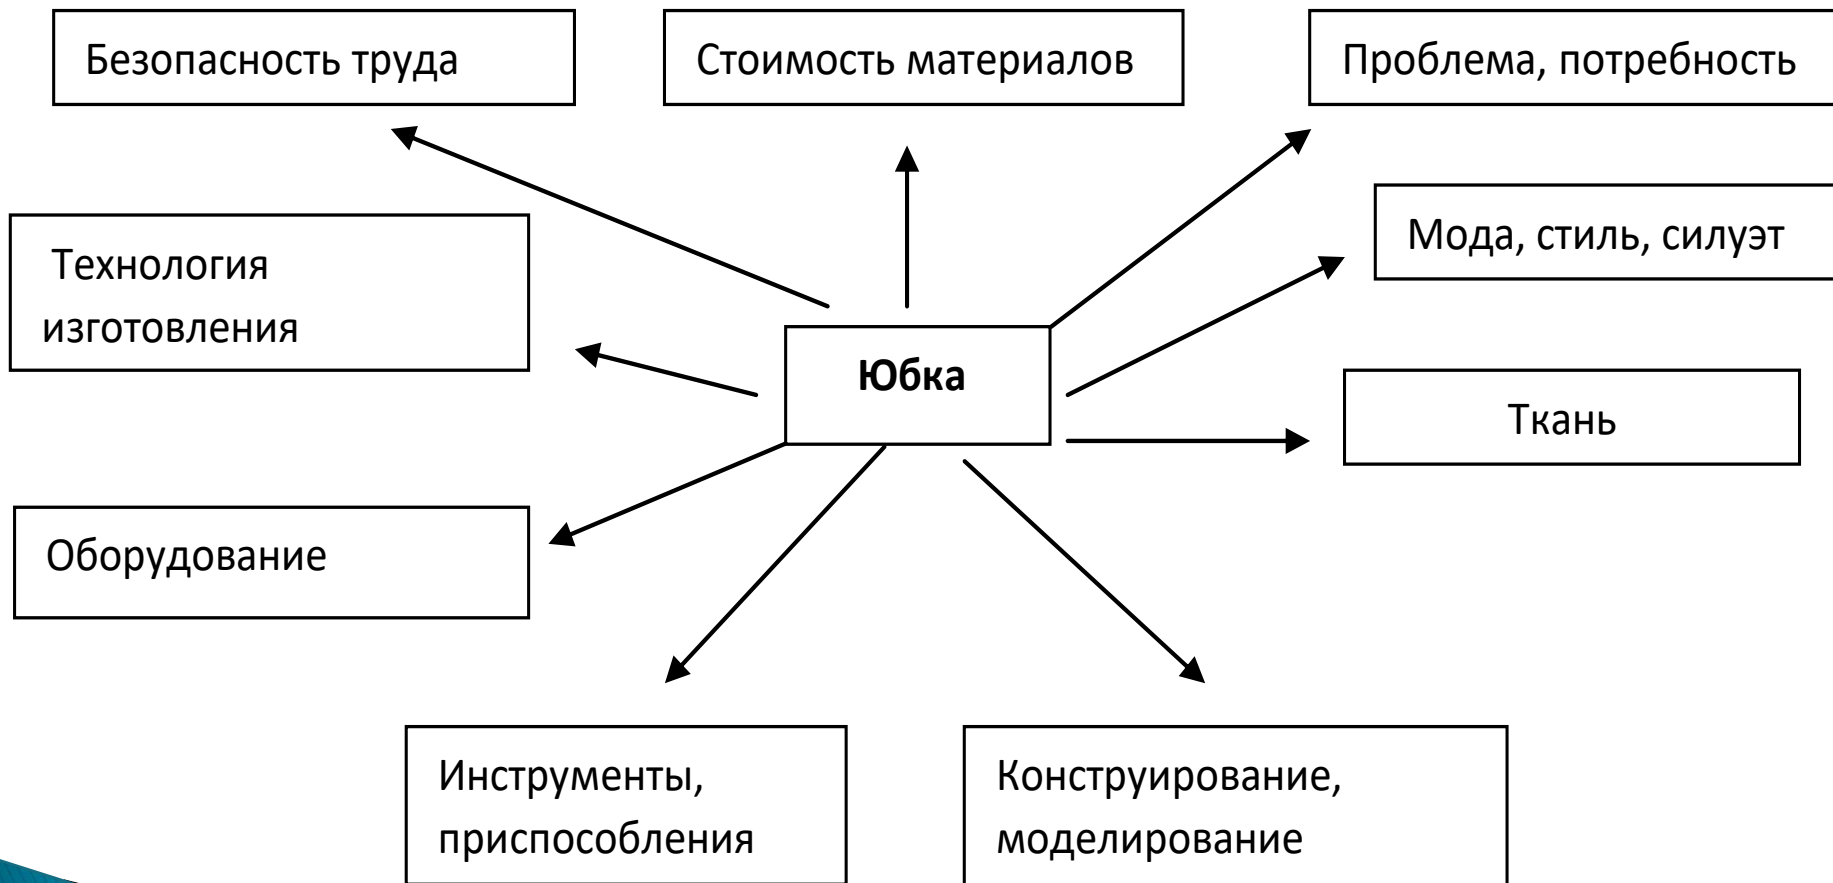 Безопасность труда
Стоимость материалов
Проблема, потребность
Мода, стиль, силуэт
Технология
изготовления
Юбка
Ткань
Оборудование
Инструменты,
приспособления
Конструирование,
моделирование